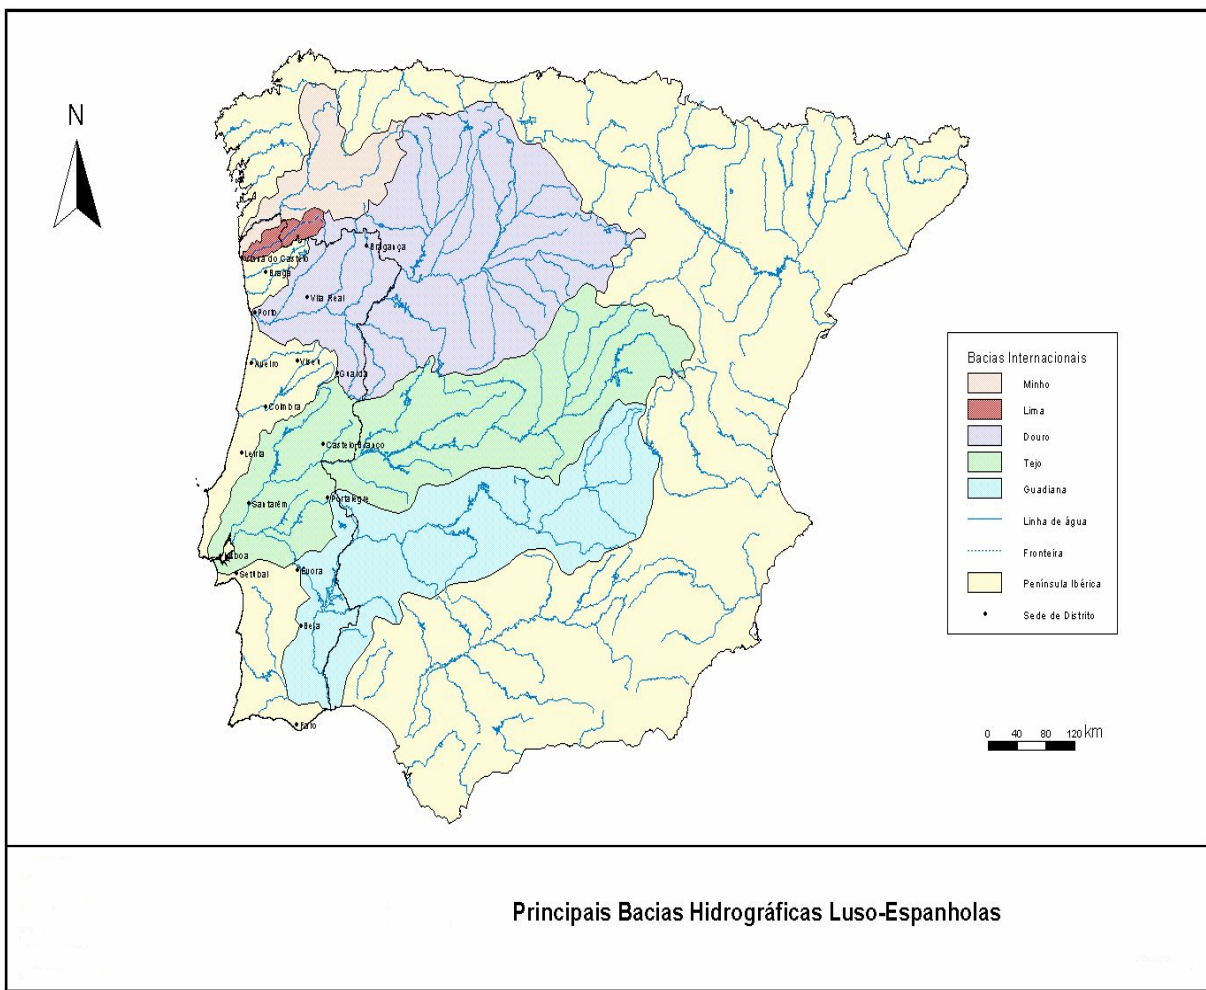 N
Bragança
Viana do Castelo
Braga
Vila Real
Porto
Aveiro
Viseu
Guarda
Coimbra
Castelo Branco
Leiria
Portalegre
Santarém
Lisboa
Setúbal
Évora
Beja
Faro
Bacias Internacionais
Minho
Lima
Douro
Tejo
Guadiana
Linha de água
Fronteira
Península Ibérica
Sede de Distrito
0 40 80 120 km
Principais Bacias Hidrográficas Luso-Espanholas